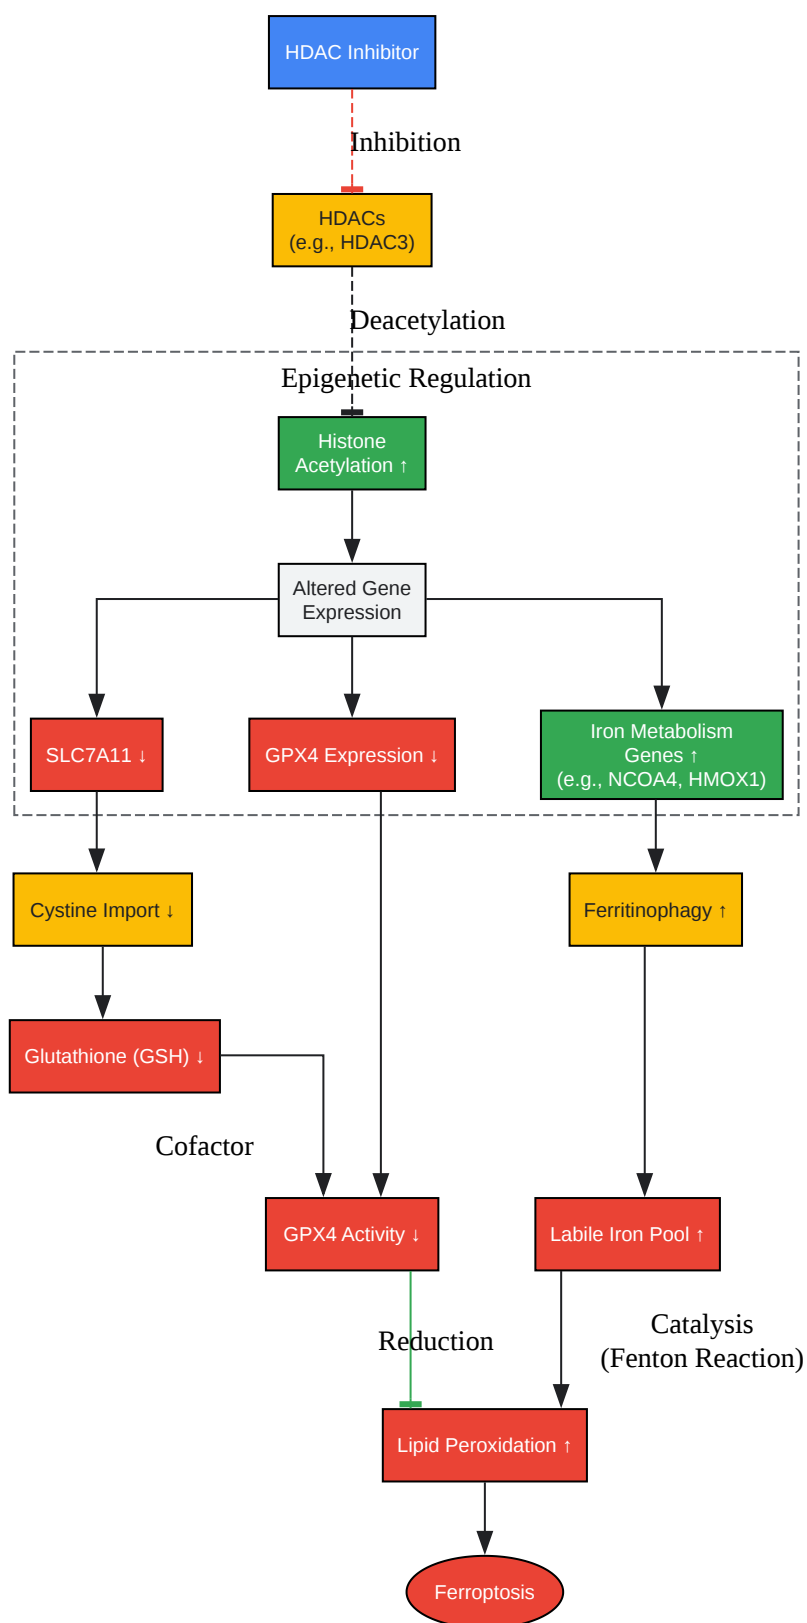 HDAC Inhibitor
Inhibition
HDACs
(e.g., HDAC3)
Deacetylation
Epigenetic Regulation
Histone
Acetylation ↑
Altered Gene
Expression
SLC7A11 ↓
GPX4 Expression ↓
Iron Metabolism
Genes ↑
(e.g., NCOA4, HMOX1)
Cystine Import ↓
Ferritinophagy ↑
Glutathione (GSH) ↓
Cofactor
GPX4 Activity ↓
Labile Iron Pool ↑
Reduction
Catalysis
(Fenton Reaction)
Lipid Peroxidation ↑
Ferroptosis